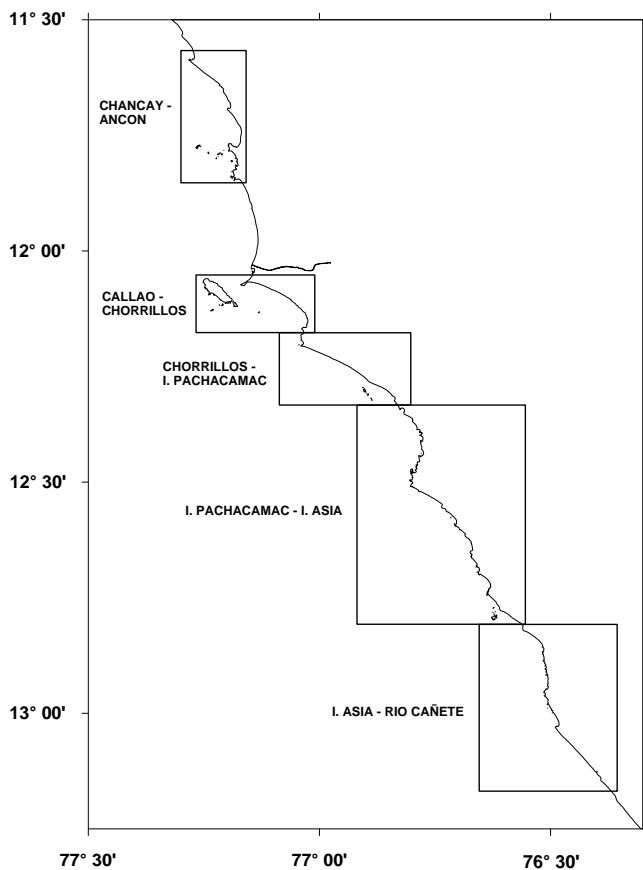 11° 30'
CHANCAY -
ANCON
12° 00'
CALLAO -
CHORRILLOS
CHORRILLOS -
I. PACHACAMAC
12° 30'
I. PACHACAMAC - I. ASIA
I. ASIA - RIO CAÑETE
13° 00'
77° 30' 77° 00' 76° 30'